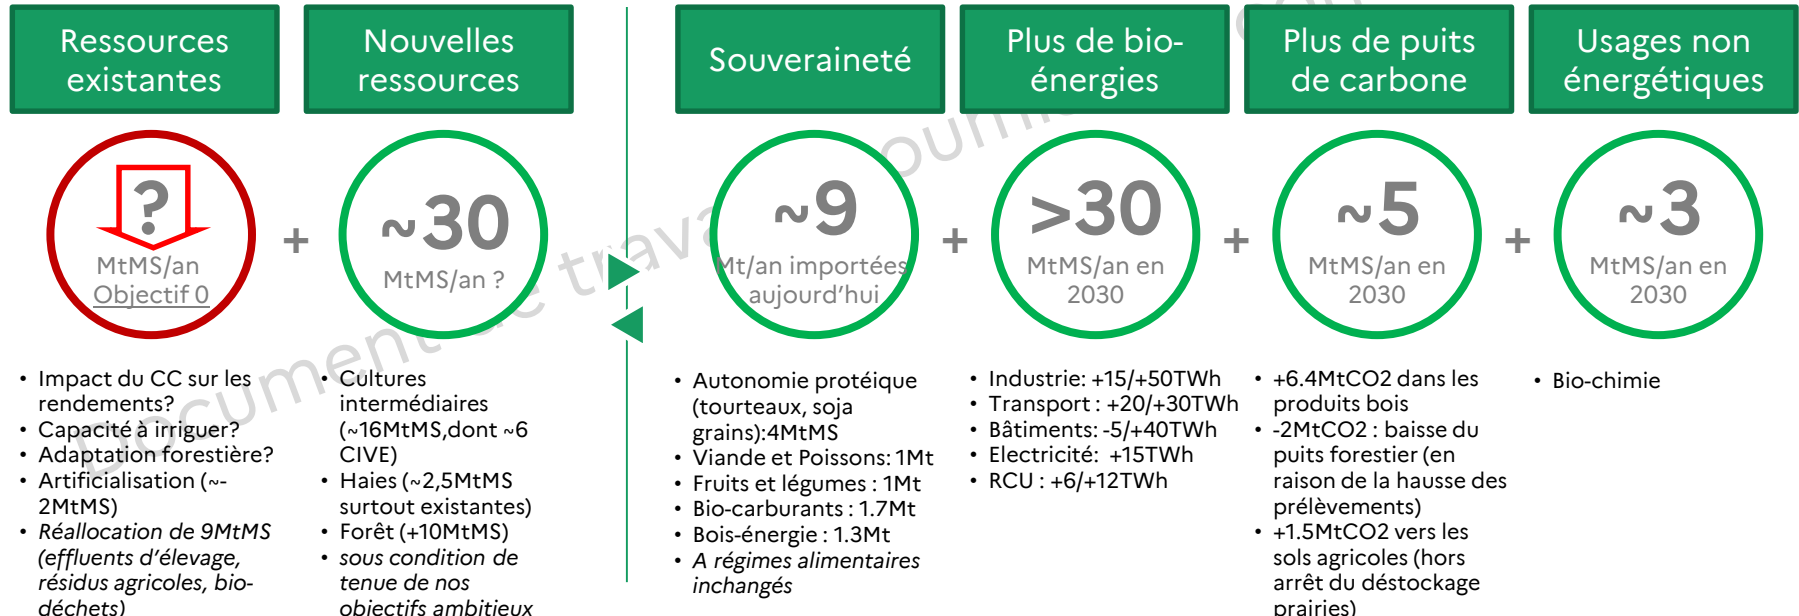 Ressources
existantes
?
MtMS/an
Objectif 0
• Impact du CC sur les
rendements?
• Capacité à irriguer?
• Adaptation forestière?
• Artificialisation (~-
2MtMS)
• Réallocation de 9MtMS
(effluents d'élevage,
résidus agricoles, bio-
déchets)
+
Nouvelles
ressources
~30
MtMS/an ?
• Cultures
intermédiaires
(~16MtMS,dont ~6
CIVE)
• Haies (~2,5MtMS
surtout existantes)
• Forêt (+10MtMS)
• sous condition de
tenue de nos
objectifs ambitieux
Souveraineté
~9
Mt/an importées
aujourd'hui
• Autonomie protéique
(tourteaux, soja
grains):4MtMS
• Viande et Poissons: 1Mt
• Fruits et légumes : 1Mt
• Bio-carburants : 1.7Mt
• Bois-énergie : 1.3Mt
• A régimes alimentaires
inchangés
+
Plus de bio-
énergies
>30
MtMS/an en
2030
• Industrie: +15/+50TWh
• Transport : +20/+30TWh
• Bâtiments: -5/+40TWh
• Electricité: +15TWh
• RCU : +6/+12TWh
+
Plus de puits
de carbone
~5
MtMS/an en
2030
• +6.4MtCO2 dans les
produits bois
• -2MtCO2 : baisse du
puits forestier (en
raison de la hausse des
prélèvements)
• +1.5MtCO2 vers les
sols agricoles (hors
arrêt du déstockage
prairies)
+
Usages non
énergétiques
~3
MtMS/an en
2030
• Bio-chimie
Document de trava